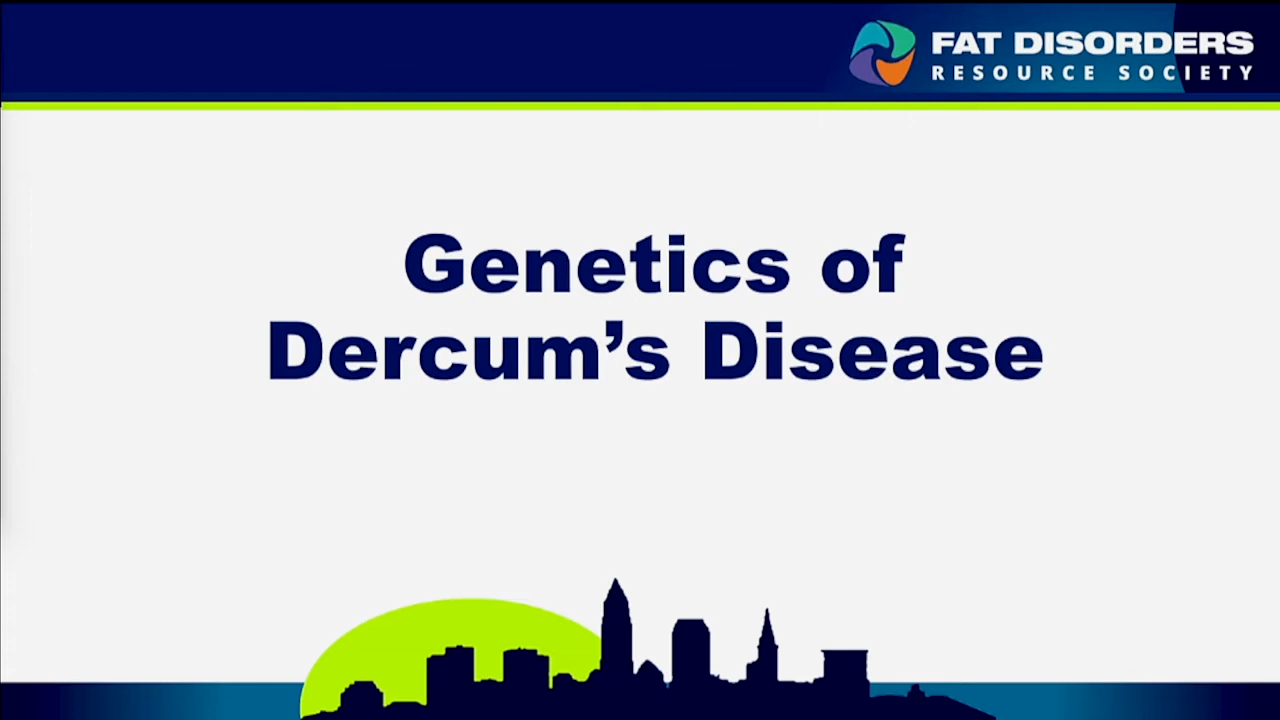 FAT DISORDERS
RESOURCE SOCIETY
Genetics of
Dercum’s Disease